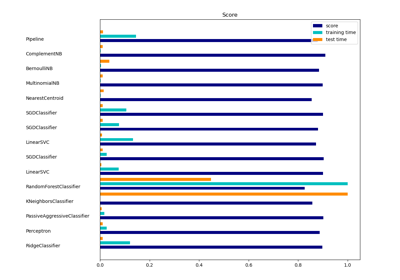 Score
score
training time
test time
Pipeline
ComplementNB
BernoulliNB
MultinomialNB
NearestCentroid
SGDClassifier
SGDClassifier
LinearSVC
SGDClassifier
LinearSVC
RandomForestClassifier
KNeighborsClassifier
PassiveAggressiveClassifier
Perceptron
RidgeClassifier
0.0 0.2 0.4 0.6 0.8 1.0